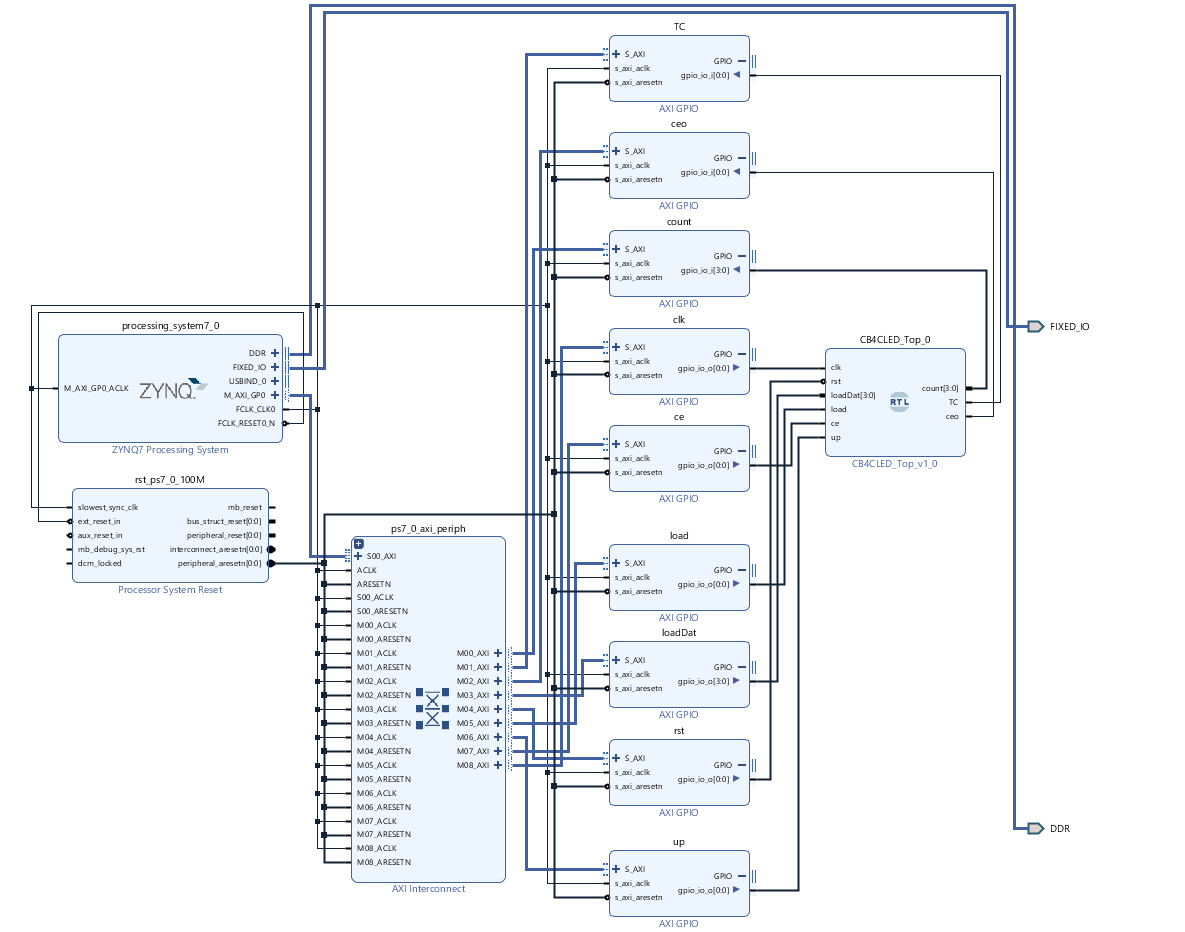 TC
S_AXI
s_axi_aclk
s_axi_aresetn
GPIO
gpio_io_i[0:0]
AXI GPIO
ceo
S_AXI
s_axi_aclk
s_axi_aresetn
GPIO
gpio_io_i[0:0]
AXI GPIO
count
S_AXI
s_axi_aclk
s_axi_aresetn
GPIO
gpio_io_i[3:0]
AXI GPIO
clk
S_AXI
s_axi_aclk
s_axi_aresetn
GPIO
gpio_io_o[0:0]
AXI GPIO
ce
S_AXI
s_axi_aclk
s_axi_aresetn
GPIO
gpio_io_o[0:0]
AXI GPIO
load
S_AXI
s_axi_aclk
s_axi_aresetn
GPIO
gpio_io_o[0:0]
AXI GPIO
loadDat
S_AXI
s_axi_aclk
s_axi_aresetn
GPIO
gpio_io_o[3:0]
AXI GPIO
rst
S_AXI
s_axi_aclk
s_axi_aresetn
GPIO
gpio_io_o[0:0]
AXI GPIO
up
S_AXI
s_axi_aclk
s_axi_aresetn
GPIO
gpio_io_o[0:0]
AXI GPIO
processing_system7_0
M_AXI_GP0_ACLK
ZYNQ
DDR
FIXED_IO
USBIND_0
M_AXI_GP0
FCLK_CLK0
FCLK_RESET0_N
ZYNQ7 Processing System
rst_ps7_0_100M
slowest_sync_clk
ext_reset_in
aux_reset_in
mb_debug_sys_rst
dcm_locked
mb_reset
bus_struct_reset[0:0]
peripheral_reset[0:0]
interconnect_aresetn[0:0]
peripheral_aresetn[0:0]
Processor System Reset
ps7_0_axi_periph
S00_AXI
ACLK
ARESETN
S00_ACLK
S00_ARESETN
M00_ACLK
M00_ARESETN
M01_ACLK
M01_ARESETN
M02_ACLK
M02_ARESETN
M03_ACLK
M03_ARESETN
M04_ACLK
M04_ARESETN
M05_ACLK
M05_ARESETN
M06_ACLK
M06_ARESETN
M07_ACLK
M07_ARESETN
M08_ACLK
M08_ARESETN
M00_AXI
M01_AXI
M02_AXI
M03_AXI
M04_AXI
M05_AXI
M06_AXI
M07_AXI
M08_AXI
AXI Interconnect
CB4CLED_Top_0
clk
rst
loadDat[3:0]
load
ce
up
RTL
count[3:0]
TC
ceo
CB4CLED_Top_v1_0
FIXED_IO
DDR